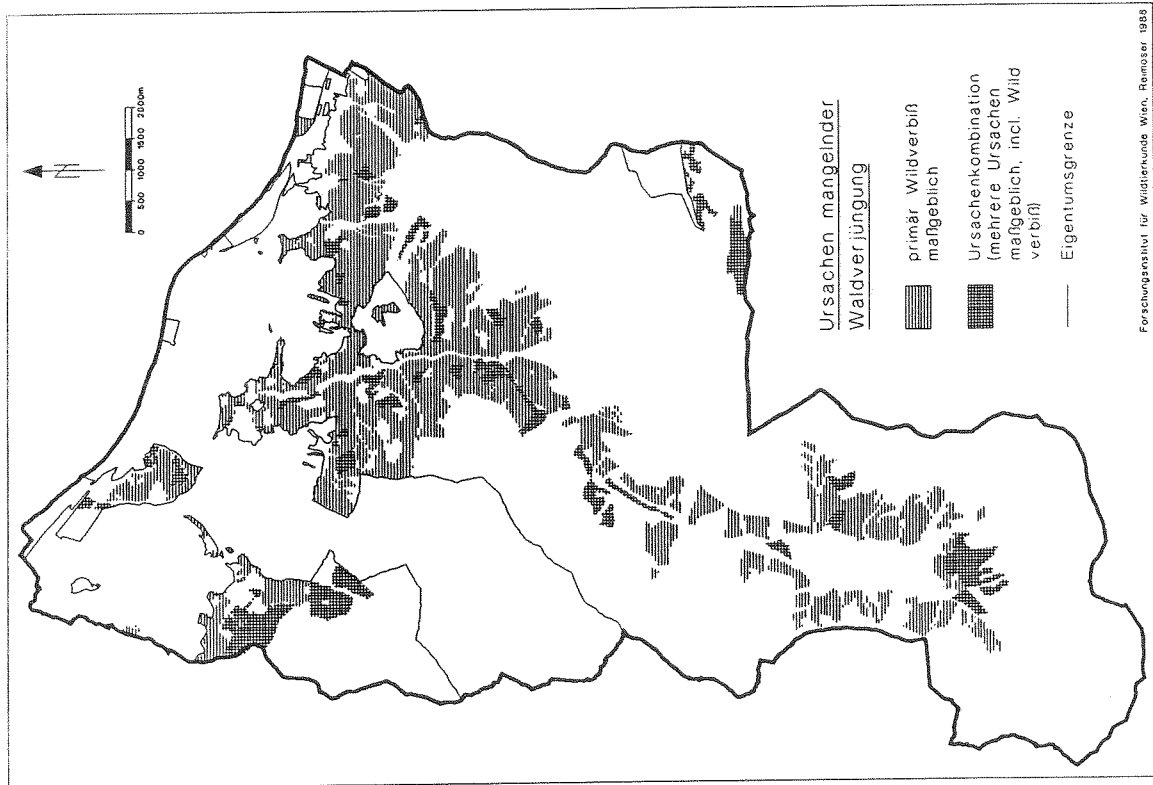 N
0 500 1000 1500 2000m
Ursachen mangelnder
Waldverjüngung
primär Wildverbiß
maßgeblich
Ursachenkombination
(mehrere Ursachen
maßgeblich, incl. Wild
verbiß)
Eigentumsgrenze
Forschungsinstitut für Wildtierkunde Wien, Reimoser 1988